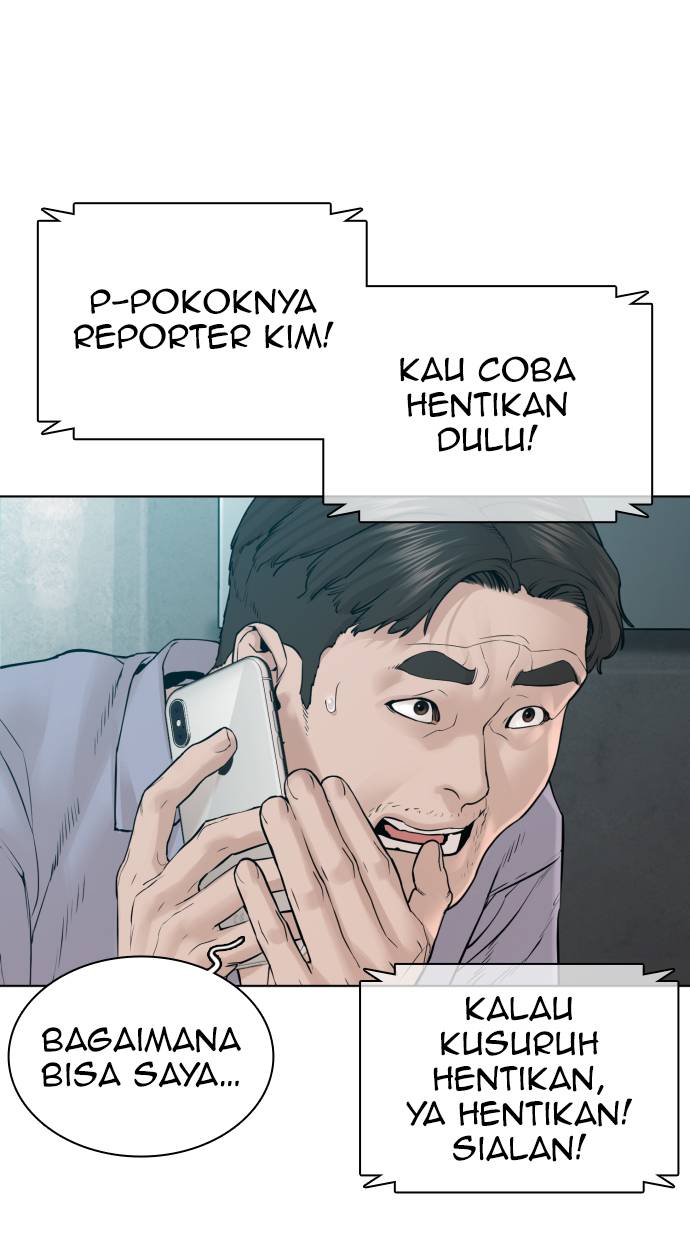 P-POKOKNYA
REPORTER KIM!
KAU COBA
HENTIKAN
DULU!
BAGAIMANA
BISA SAYA...
KALAU
KUSURUH
HENTIKAN,
YA HENTIKAN!
SIALAN!